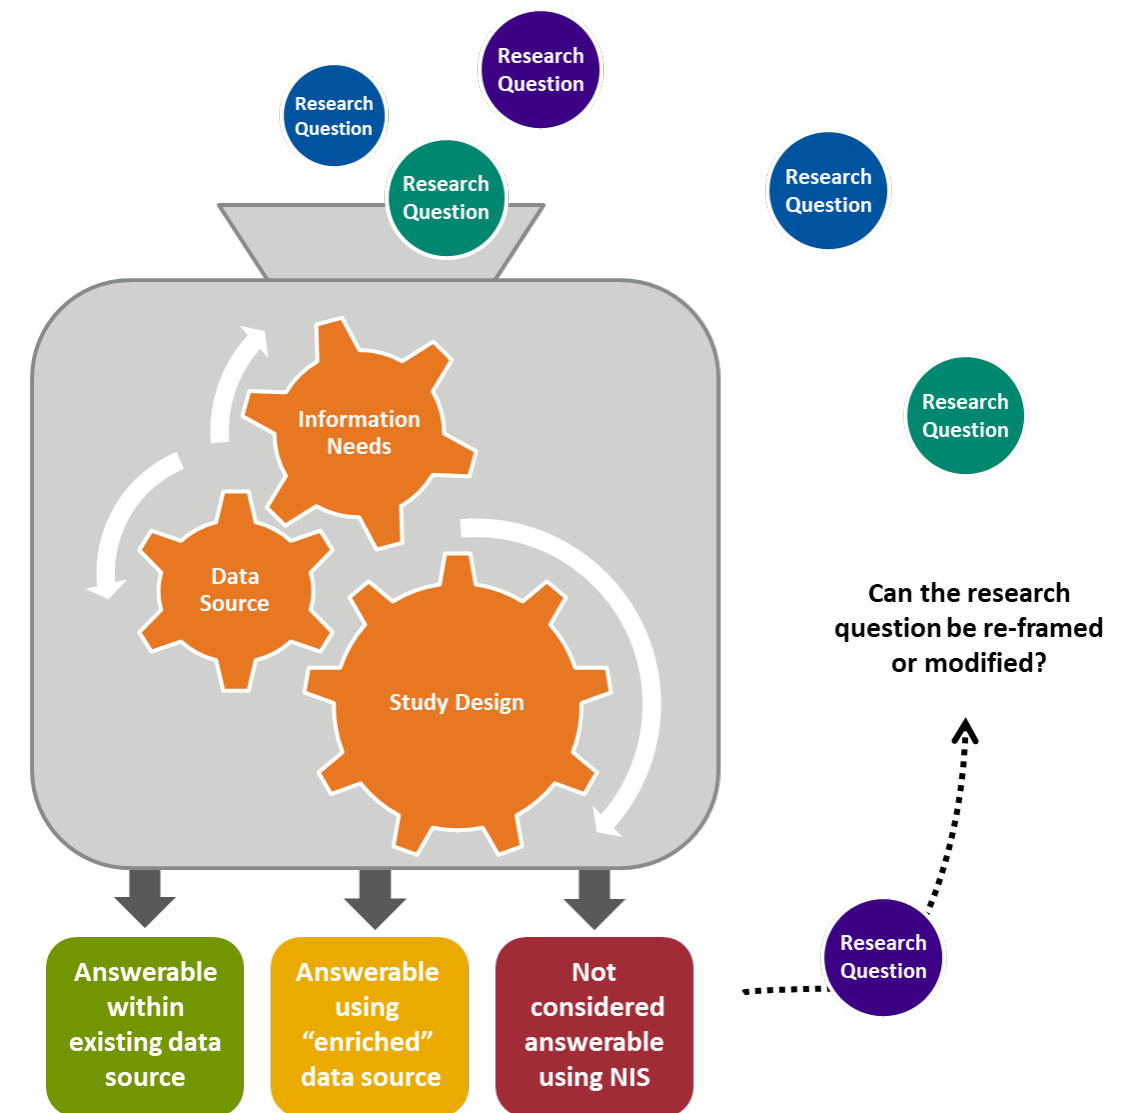 Research
Question
Research
Question
Research
Question
Research
Question
Information
Needs
Data
Source
Study Design
Research
Question
Can the research
question be re-framed
or modified?
Research
Question
Answerable
within
existing data
source
Answerable
using
“enriched”
data source
Not
considered
answerable
using NIS